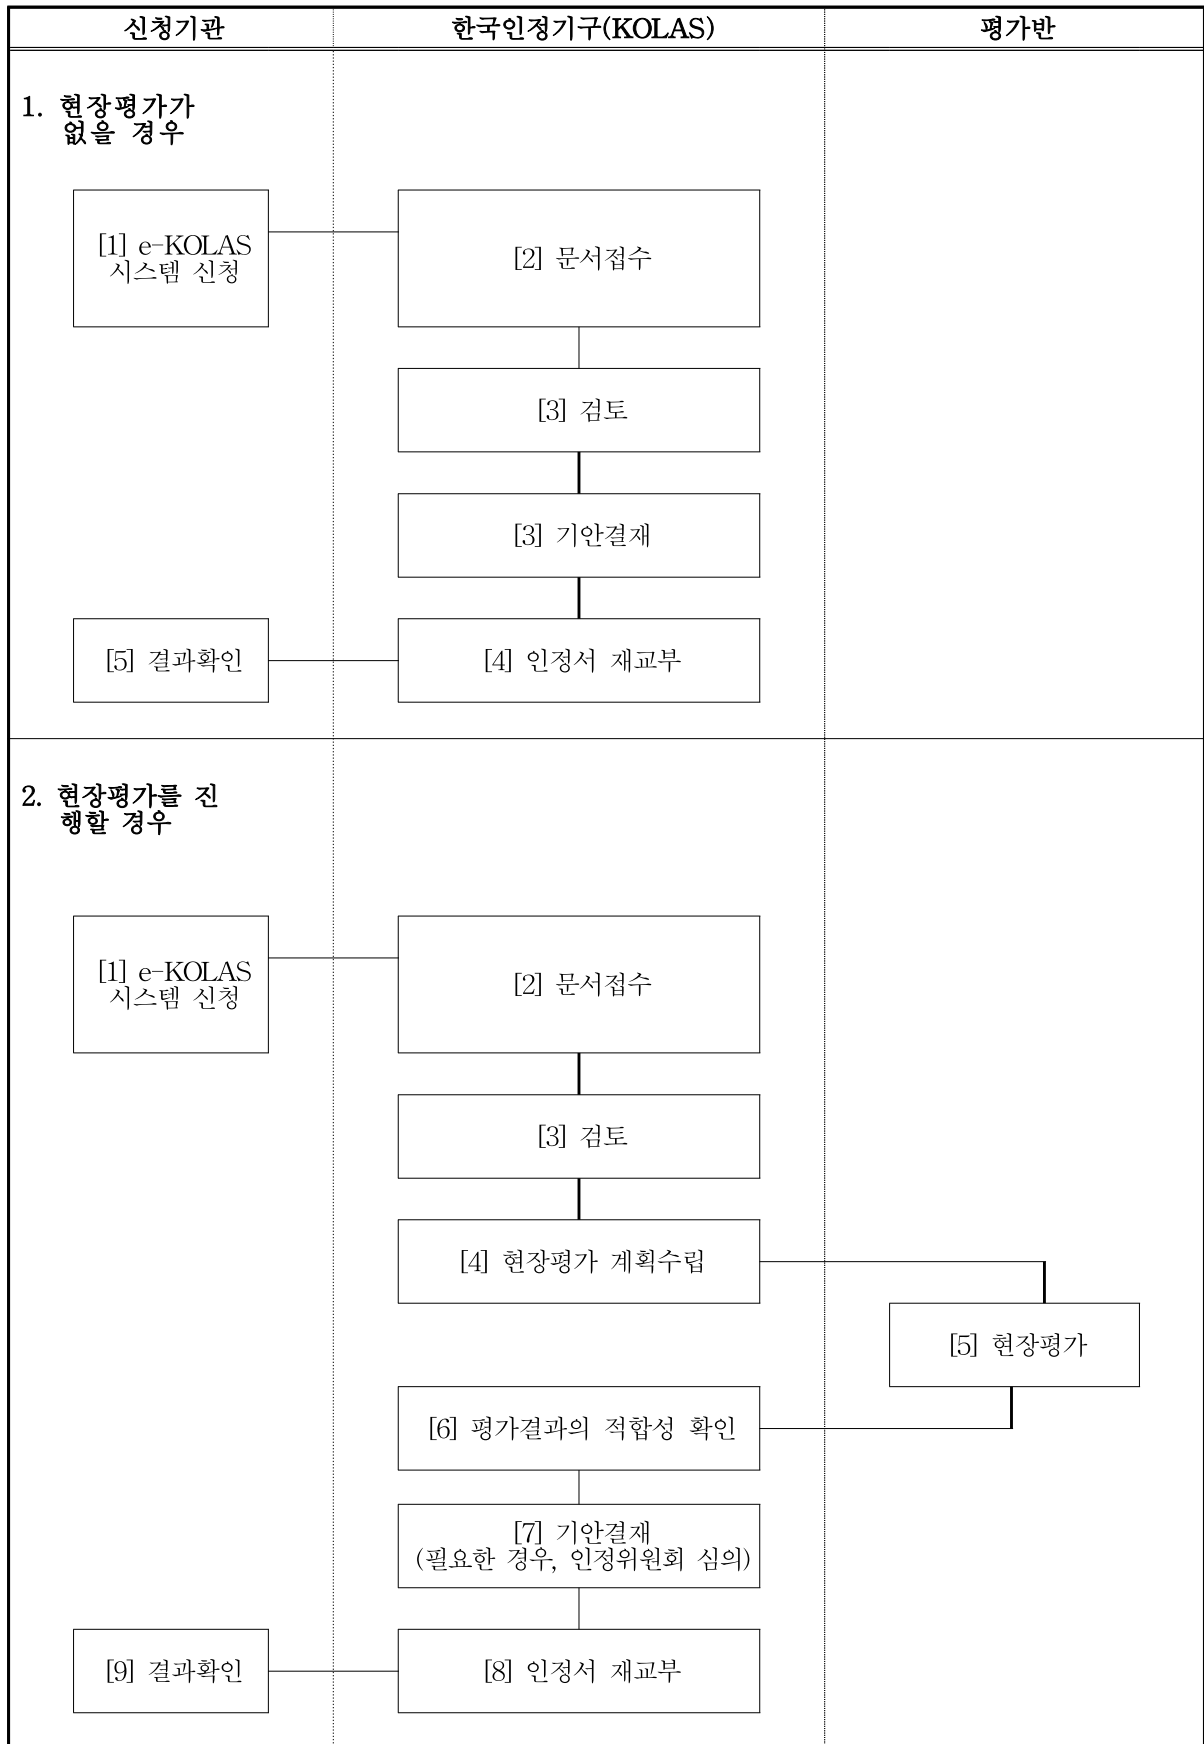 신청기관
한국인정기구(KOLAS)
평가반
1. 현장평가가
없을 경우
[1] e-KOLAS
시스템 신청
[2] 문서접수
[3] 검토
[3] 기안결재
[5] 결과확인
[4] 인정서 재교부
2. 현장평가를 진
행할 경우
[1] e-KOLAS
시스템 신청
[2] 문서접수
[3] 검토
[4] 현장평가 계획수립
[5] 현장평가
[6] 평가결과의 적합성 확인
[7] 기안결재
(필요한 경우, 인정위원회 심의)
[9] 결과확인
[8] 인정서 재교부